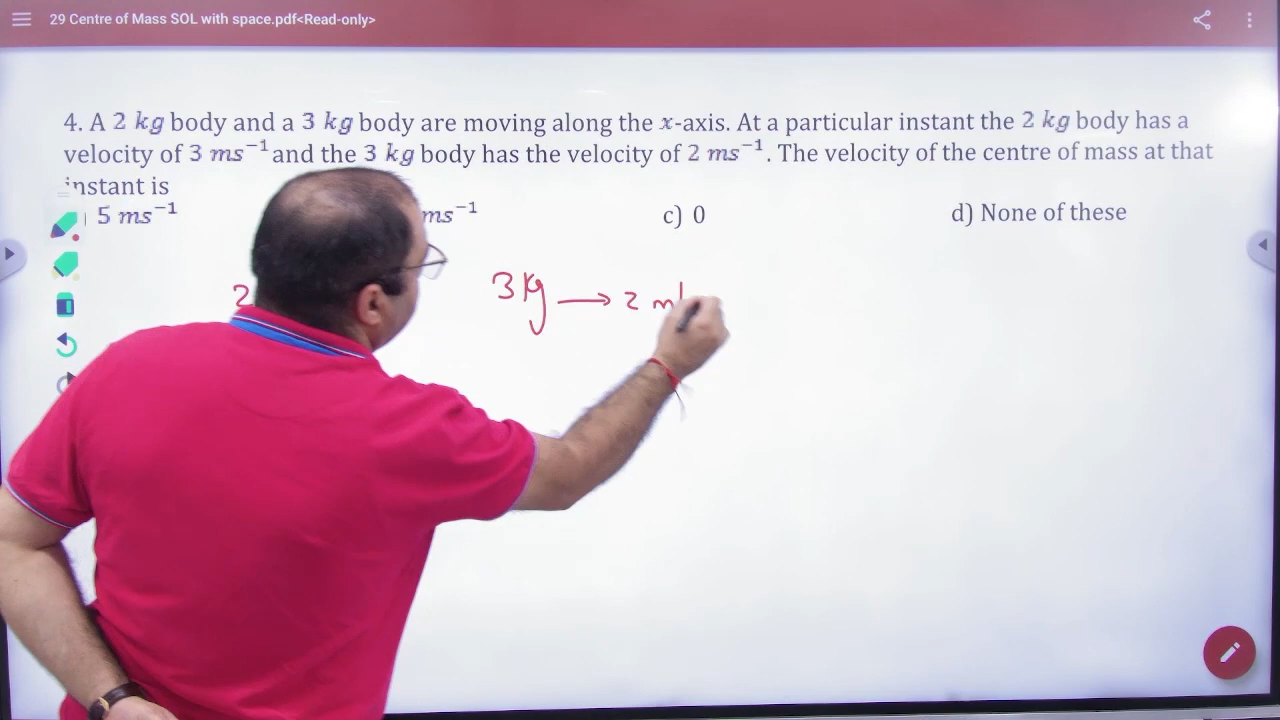 29 Centre of Mass SOL with space.pdf<Read-only>
4. A 2 kg body and a 3 kg body are moving along the x-axis. At a particular instant the 2 kg body has a
velocity of 3 ms⁻¹ and the 3 kg body has the velocity of 2 ms⁻¹. The velocity of the centre of mass at that
instant is
5 ms⁻¹ ms⁻¹ c) 0 d) None of these
2 3 Kg → 2 m/